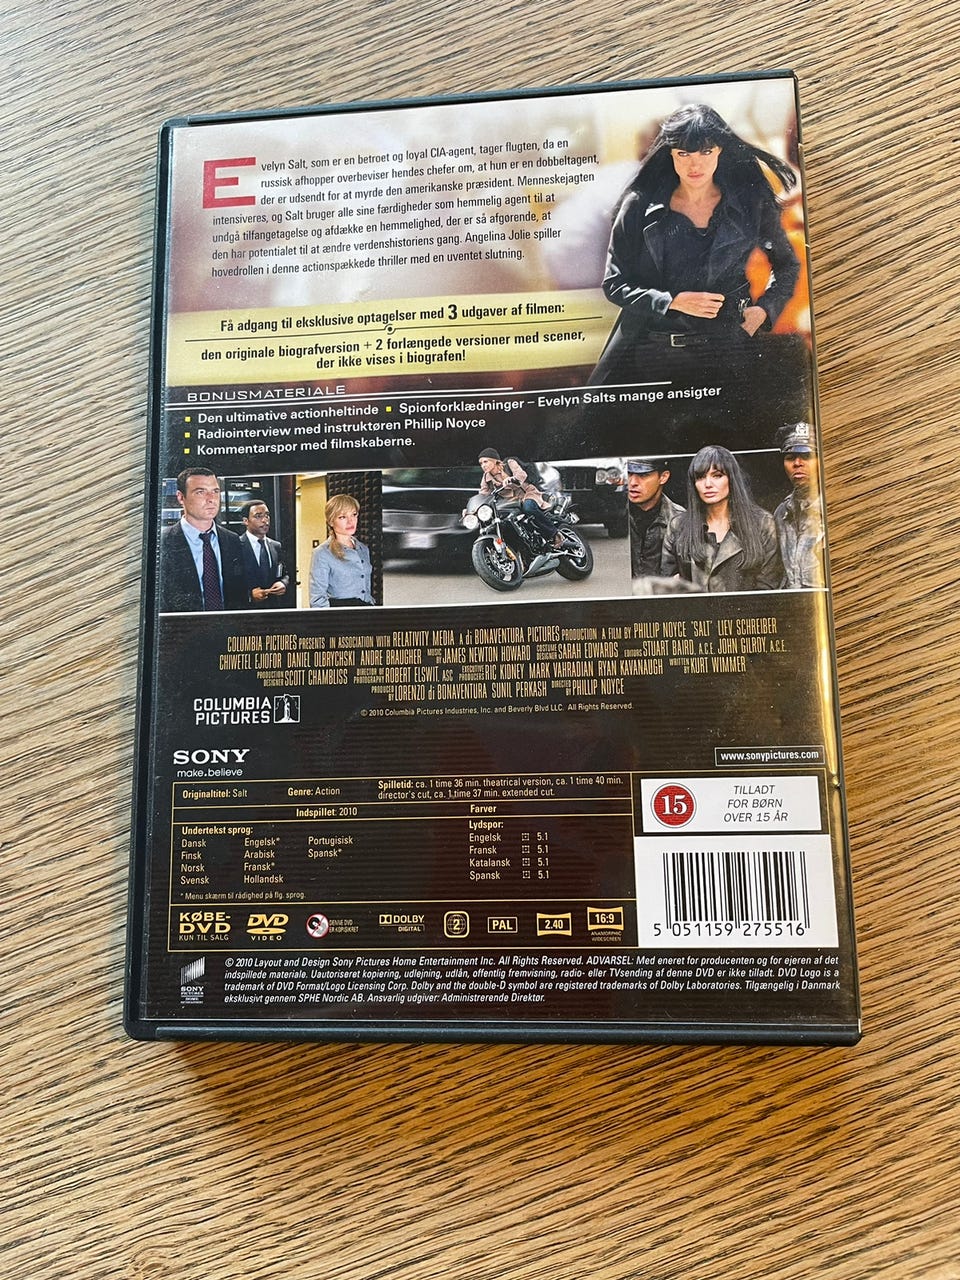 Evelyn Salt, som er en betroet og loyal CIA-agent, tager flugten, da en
russisk afhopper overbeviser hendes chefer om, at hun er en dobbeltagent,
der er udsendt for at myrde den amerikanske præsident. Menneskejagten
intensiveres, og Salt bruger alle sine færdigheder som hemmelig agent til at
undgå tilfangetagelse og afdække en hemmelighed, der er så afgørende, at
den har potentialet til at ændre verdenshistoriens gang. Angelina Jolie spiller
hovedrollen i denne actionspækkede thriller med en uventet slutning.
Få adgang til eksklusive optagelser med 3 udgaver af filmen:
den originale biografversion + 2 forlængede versioner med scener,
der ikke vises i biografen!
BONUSMATERIALE
Den ultimative actionheltinde ▪ Spionforklædninger – Evelyn Salts mange ansigter
Radiointerview med instruktøren Phillip Noyce
Kommentarspor med filmskaberne.
COLUMBIA PICTURES PRESENTS IN ASSOCIATION WITH RELATIVITY MEDIA A di BONAVENTURA PICTURES PRODUCTION A FILM BY PHILLIP NOYCE "SALT" LIEV SCHREIBER
CHIWETEL EJIOFOR DANIEL OLBRYCHSKI ANDRE BRAUGHER MUSIC BY JAMES NEWTON HOWARD COSTUME DESIGNER SARAH EDWARDS EDITORS STUART BAIRD, A.C.E. JOHN GILROY, A.C.E.
PRODUCTION DESIGNER SCOTT CHAMBLISS DIRECTOR OF PHOTOGRAPHY ROBERT ELSWIT, ASC EXECUTIVE PRODUCERS RIC KIDNEY MARK VAHRADIAN RYAN KAVANAUGH WRITTEN BY KURT WIMMER
PRODUCED BY LORENZO di BONAVENTURA SUNIL PERKASH DIRECTED BY PHILLIP NOYCE
COLUMBIA
PICTURES
© 2010 Columbia Pictures Industries, Inc. and Beverly Blvd LLC. All Rights Reserved.
SONY
make.believe
www.sonypictures.com
Originaltitel: Salt Genre: Action Spilletid: ca. 1 time 36 min. theatrical version, ca. 1 time 40 min.
director's cut, ca. 1 time 37 min. extended cut.
Indspillet: 2010 Farver
Undertekst sprog: Lydspor:
Dansk Engelsk* Portugisisk Engelsk 5.1
Finsk Arabisk Spansk* Fransk 5.1
Norsk Fransk* Katalansk 5.1
Svensk Hollandsk Spansk 5.1
* Menu skærm til rådighed på flg. sprog.
15
TILLADT
FOR BØRN
OVER 15 ÅR
KØBE-
DVD
KUN TIL SALG
DVD
VIDEO
DENNE DVD
ER KOPISIKRET
DOLBY
DIGITAL
2
PAL
2.40
16:9
ANAMORPHIC
WIDESCREEN
5 051159 275516
SONY
PICTURES
HOME
ENTERTAINMENT
© 2010 Layout and Design Sony Pictures Home Entertainment Inc. All Rights Reserved. ADVARSEL: Med eneret for producenten og for ejeren af det
indspillede materiale. Uautoriseret kopiering, udlejning, udlån, offentlig fremvisning, radio- eller TVsending af denne DVD er ikke tilladt. DVD Logo is a
trademark of DVD Format/Logo Licensing Corp. Dolby and the double-D symbol are registered trademarks of Dolby Laboratories. Tilgængelig i Danmark
eksklusivt gennem SPHE Nordic AB. Ansvarlig udgiver: Administrerende Direktør.